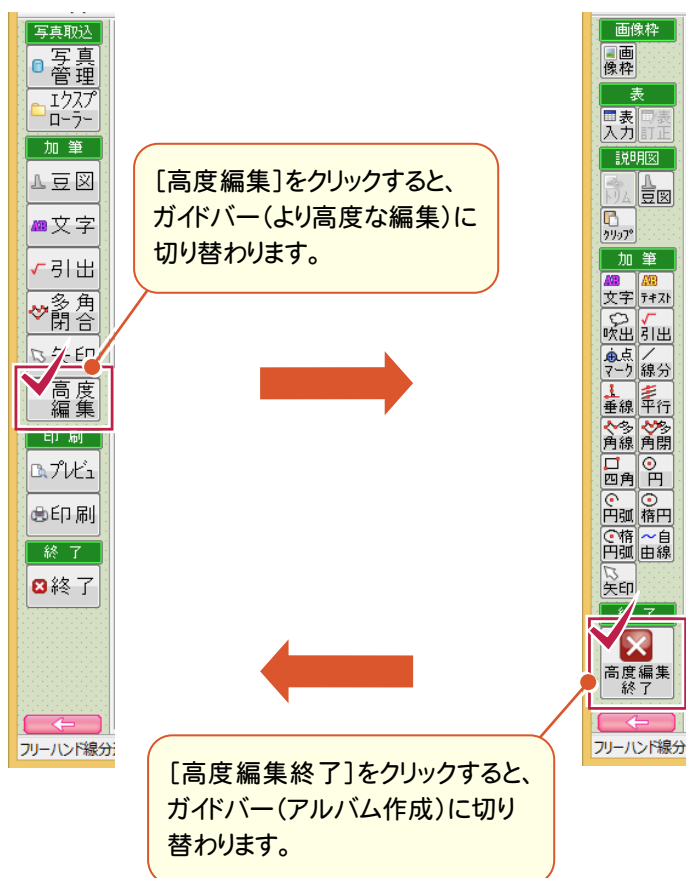 写真取込
写真
管理
エクスプ
ローラー
加 筆
豆図
文字
引出
多角
閉合
矢印
高度
編集
印 刷
プレビュ
印刷
終 了
終了
フリーハンド線分
[高度編集]をクリックすると、
ガイドバー(より高度な編集)に
切り替わります。
[高度編集終了]をクリックすると、
ガイドバー(アルバム作成)に切り
替わります。
画像枠
画
像枠
表
表
入力
表
訂正
説明図
トリム
豆図
クリップ
加 筆
AB
文字
AB
テキスト
吹出
引出
点
マーク
線分
垂線
平行
多
角線
多
角閉
四角
円
円弧
楕円
楕
円弧
自
由線
矢印
終 了
高度編集
終了
フリーハンド線分